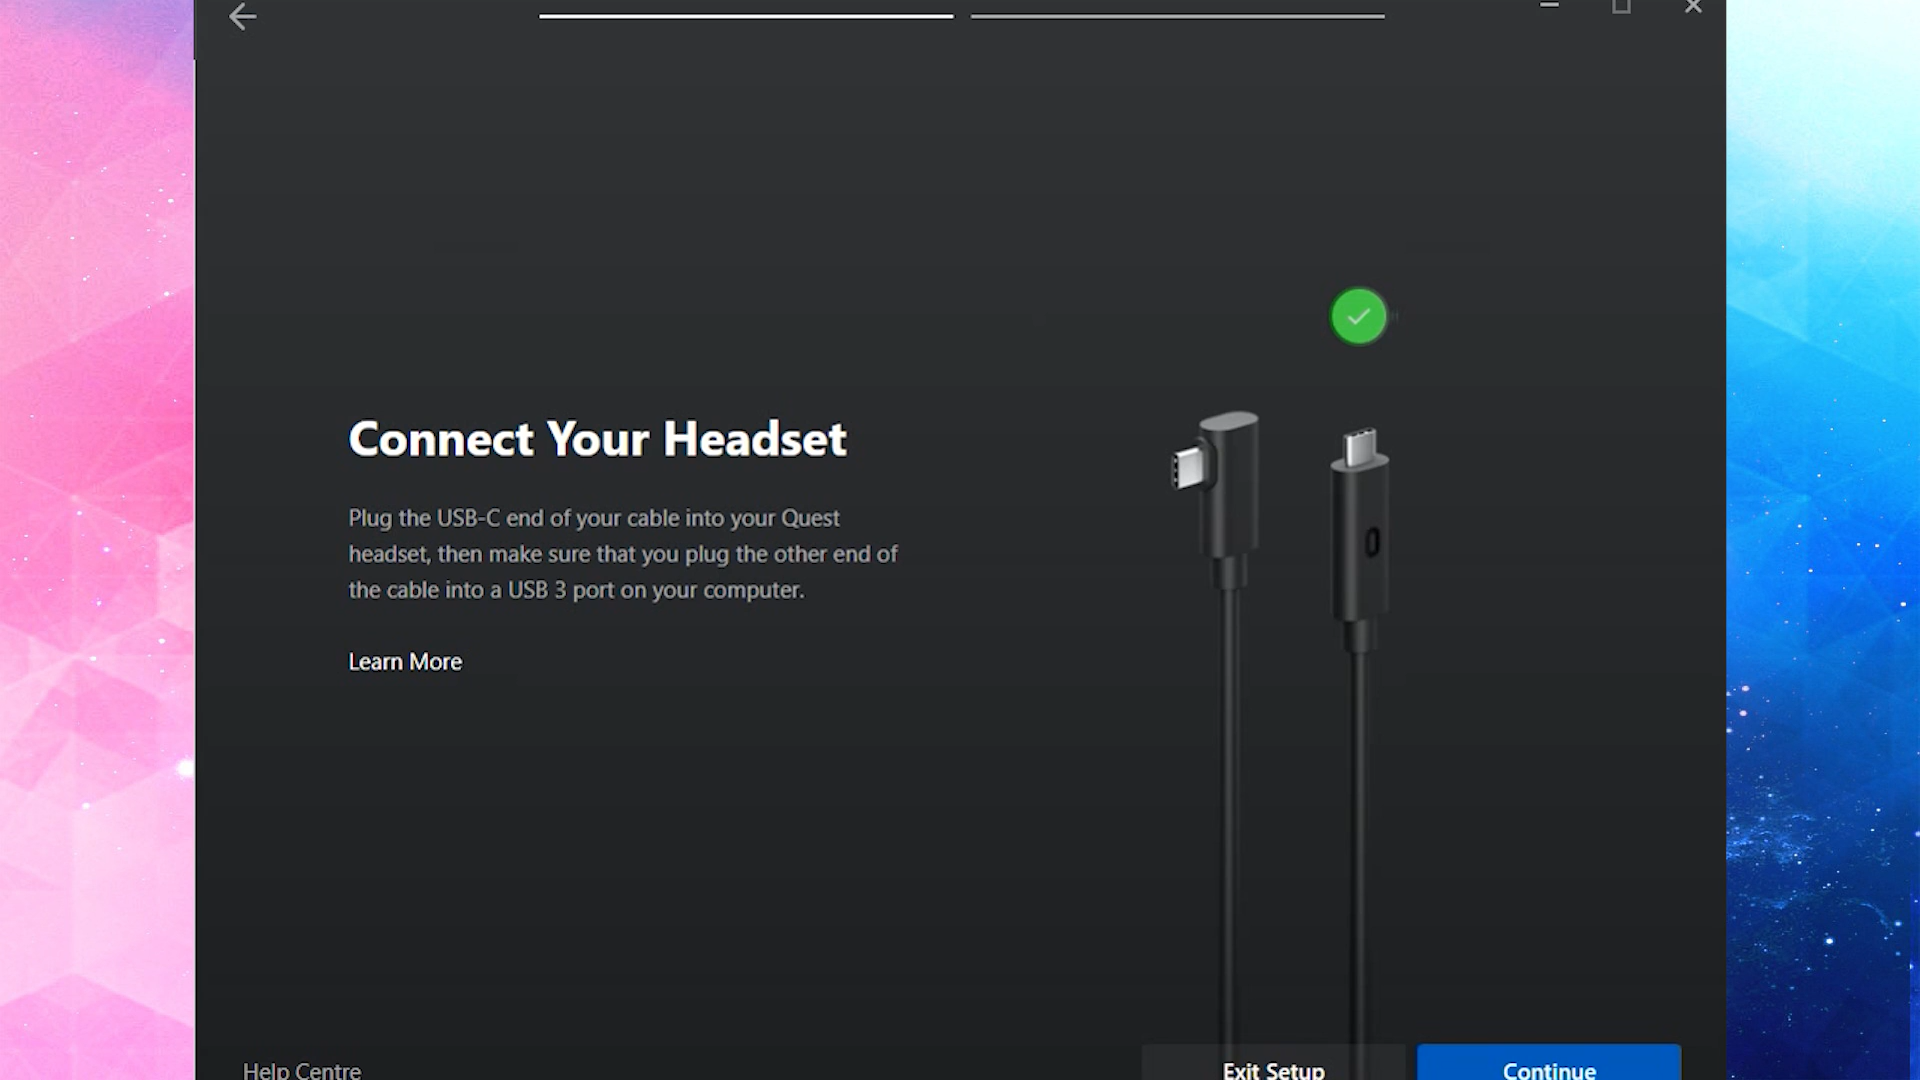 Connect Your Headset
Plug the USB-C end of your cable into your Quest
headset, then make sure that you plug the other end of
the cable into a USB 3 port on your computer.
Learn More
Help Centre
Exit Setup
Continue